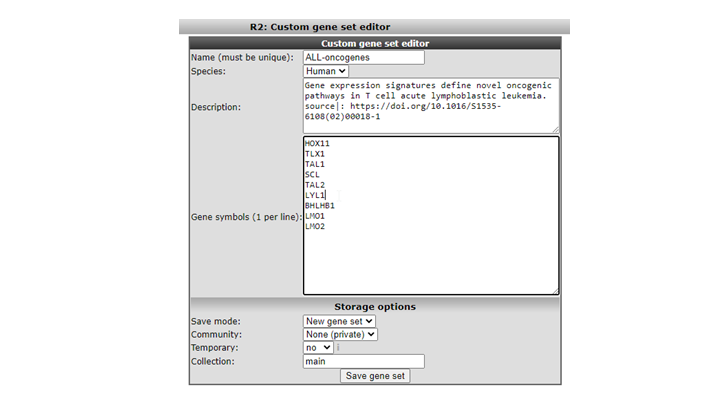 R2: Custom gene set editor
Custom gene set editor
Name (must be unique): ALL-oncogenes
Species: Human
Description:
Gene expression signatures define novel oncogenic
pathways in T cell acute lymphoblastic leukemia.
source|: https://doi.org/10.1016/S1535-
6108(02)00018-1
Gene symbols (1 per line):
HOX11
TLX1
TAL1
SCL
TAL2
LYL1
BHLHB1
LMO1
LMO2
Storage options
Save mode: New gene set
Community: None (private)
Temporary: no i
Collection: main
Save gene set